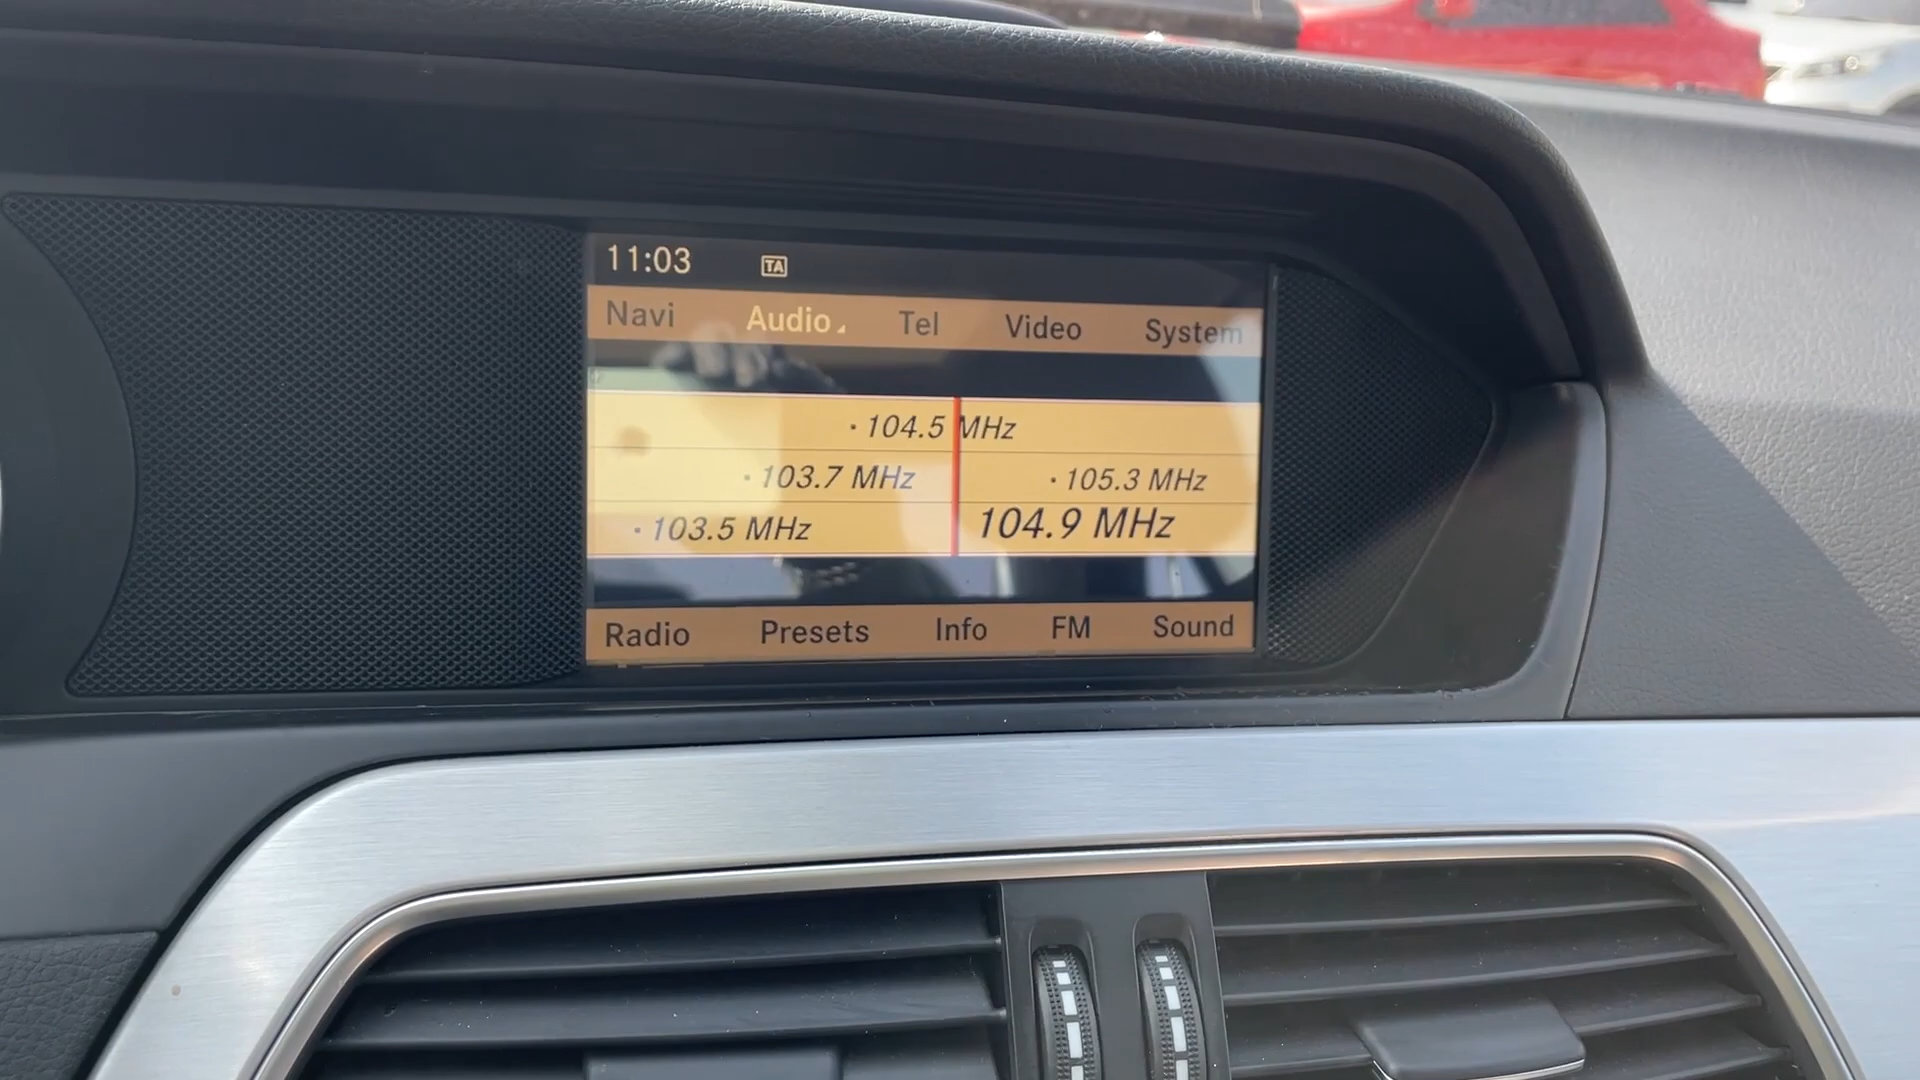 11:03 TA
Navi Audio Tel Video System
· 104.5 MHz
· 103.7 MHz · 105.3 MHz
· 103.5 MHz 104.9 MHz
Radio Presets Info FM Sound